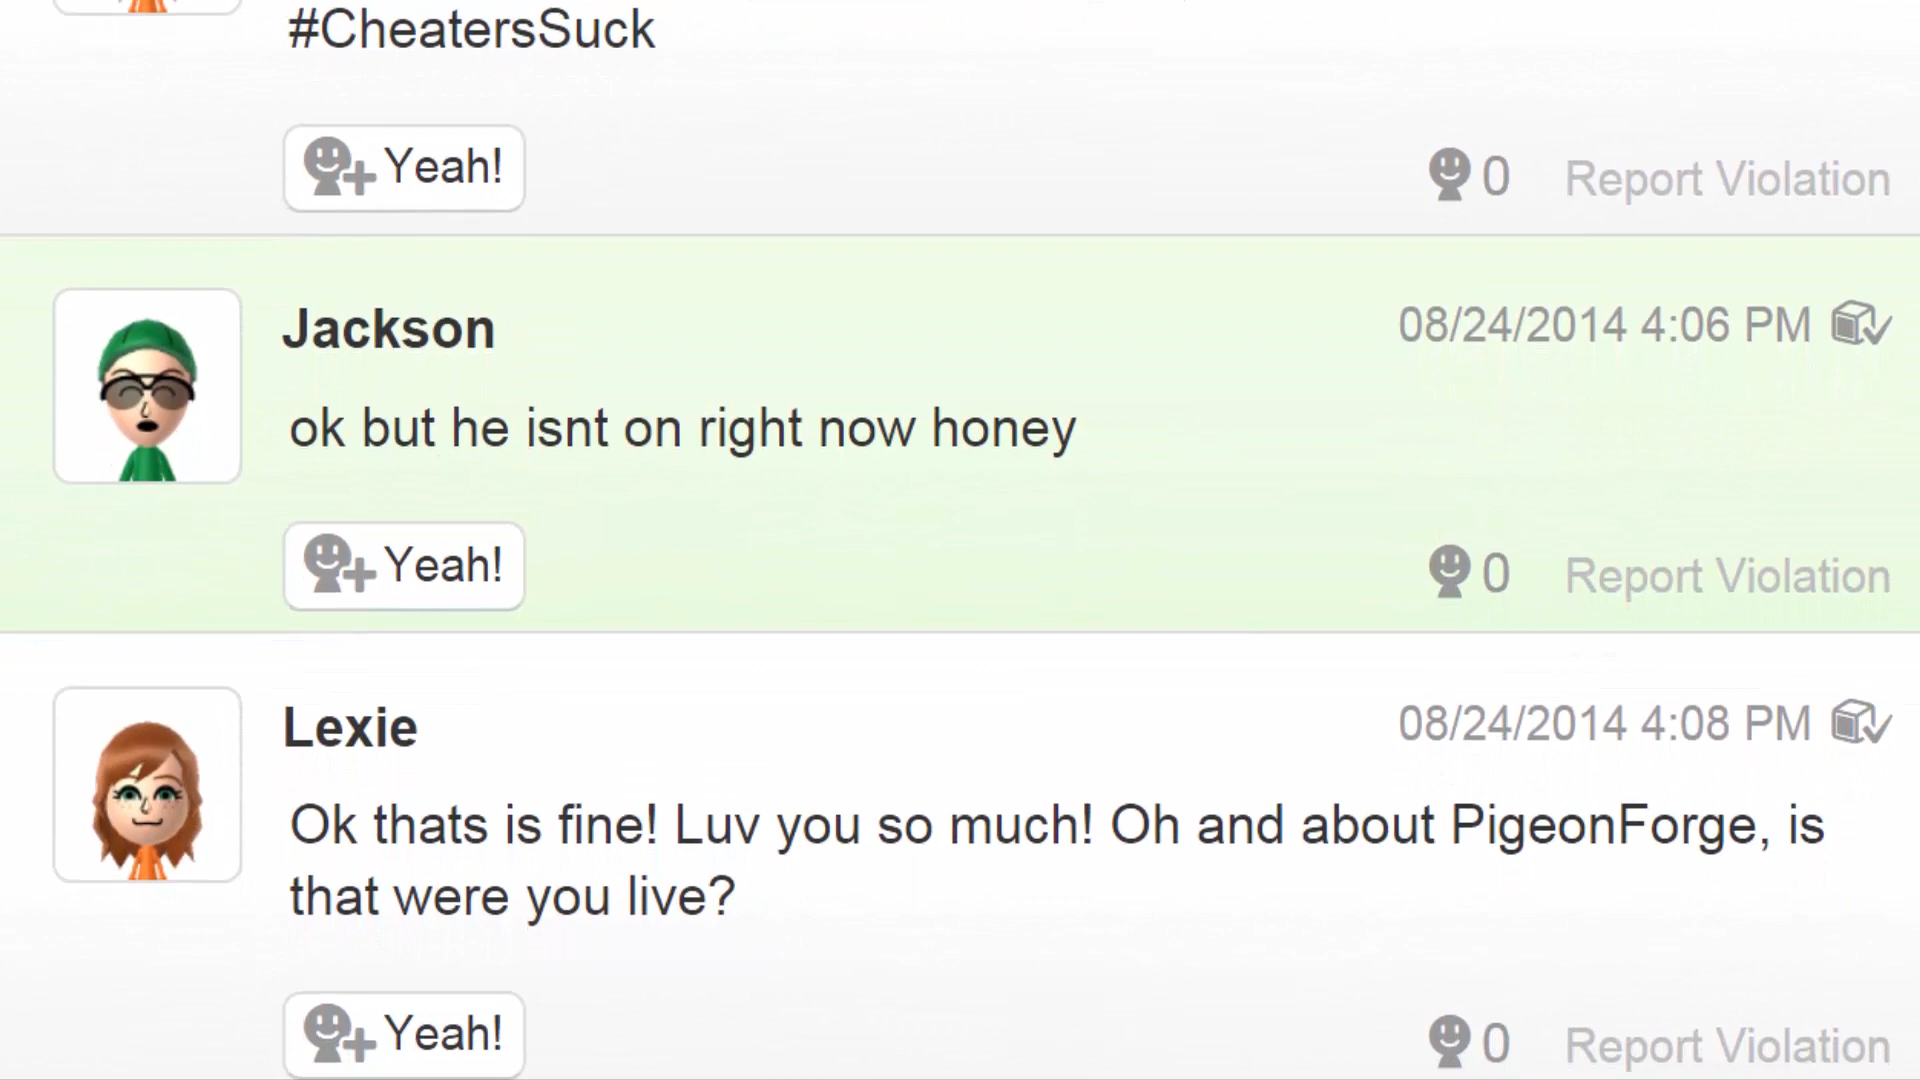 #CheatersSuck
Yeah!
0 Report Violation
Jackson
08/24/2014 4:06 PM
ok but he isnt on right now honey
Yeah!
0 Report Violation
Lexie
08/24/2014 4:08 PM
Ok thats is fine! Luv you so much! Oh and about PigeonForge, is
that were you live?
Yeah!
0 Report Violation